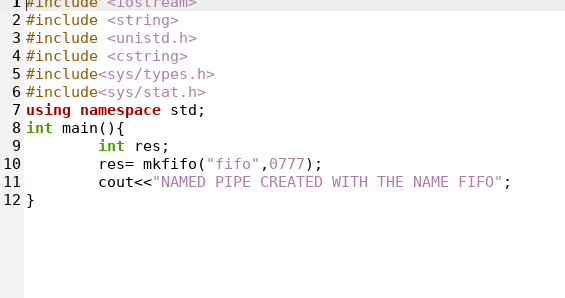 1 #include <iostream>
2 #include <string>
3 #include <unistd.h>
4 #include <cstring>
5 #include<sys/types.h>
6 #include<sys/stat.h>
7 using namespace std;
8 int main(){
9         int res;
10         res= mkfifo("fifo",0777);
11         cout<<"NAMED PIPE CREATED WITH THE NAME FIFO";
12 }